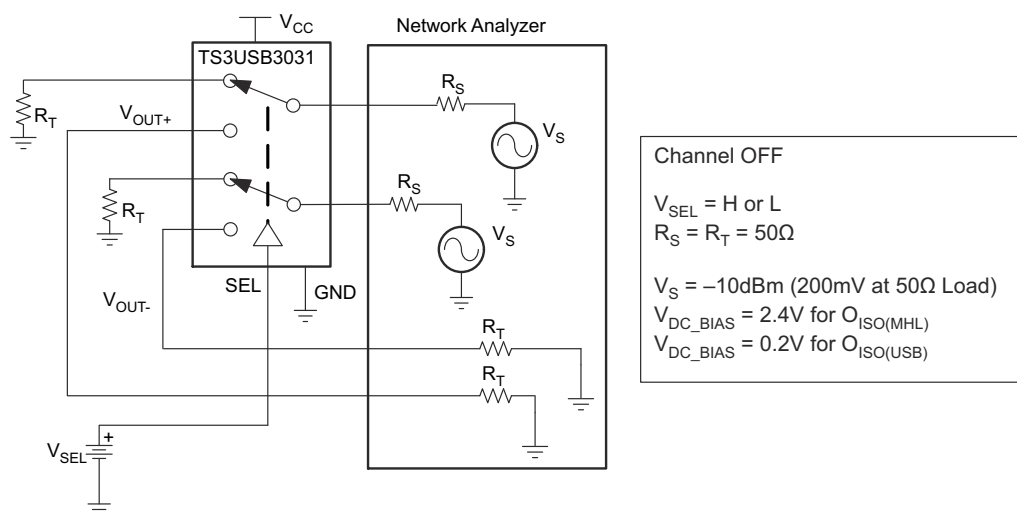 V_CC
Network Analyzer
TS3USB3031
R_S
R_T
V_OUT+
V_S
R_S
R_T
V_S
SEL
GND
V_OUT-
R_T
R_T
+
V_SEL
Channel OFF
V_SEL = H or L
R_S = R_T = 50Ω
V_S = –10dBm (200mV at 50Ω Load)
V_DC_BIAS = 2.4V for O_ISO(MHL)
V_DC_BIAS = 0.2V for O_ISO(USB)